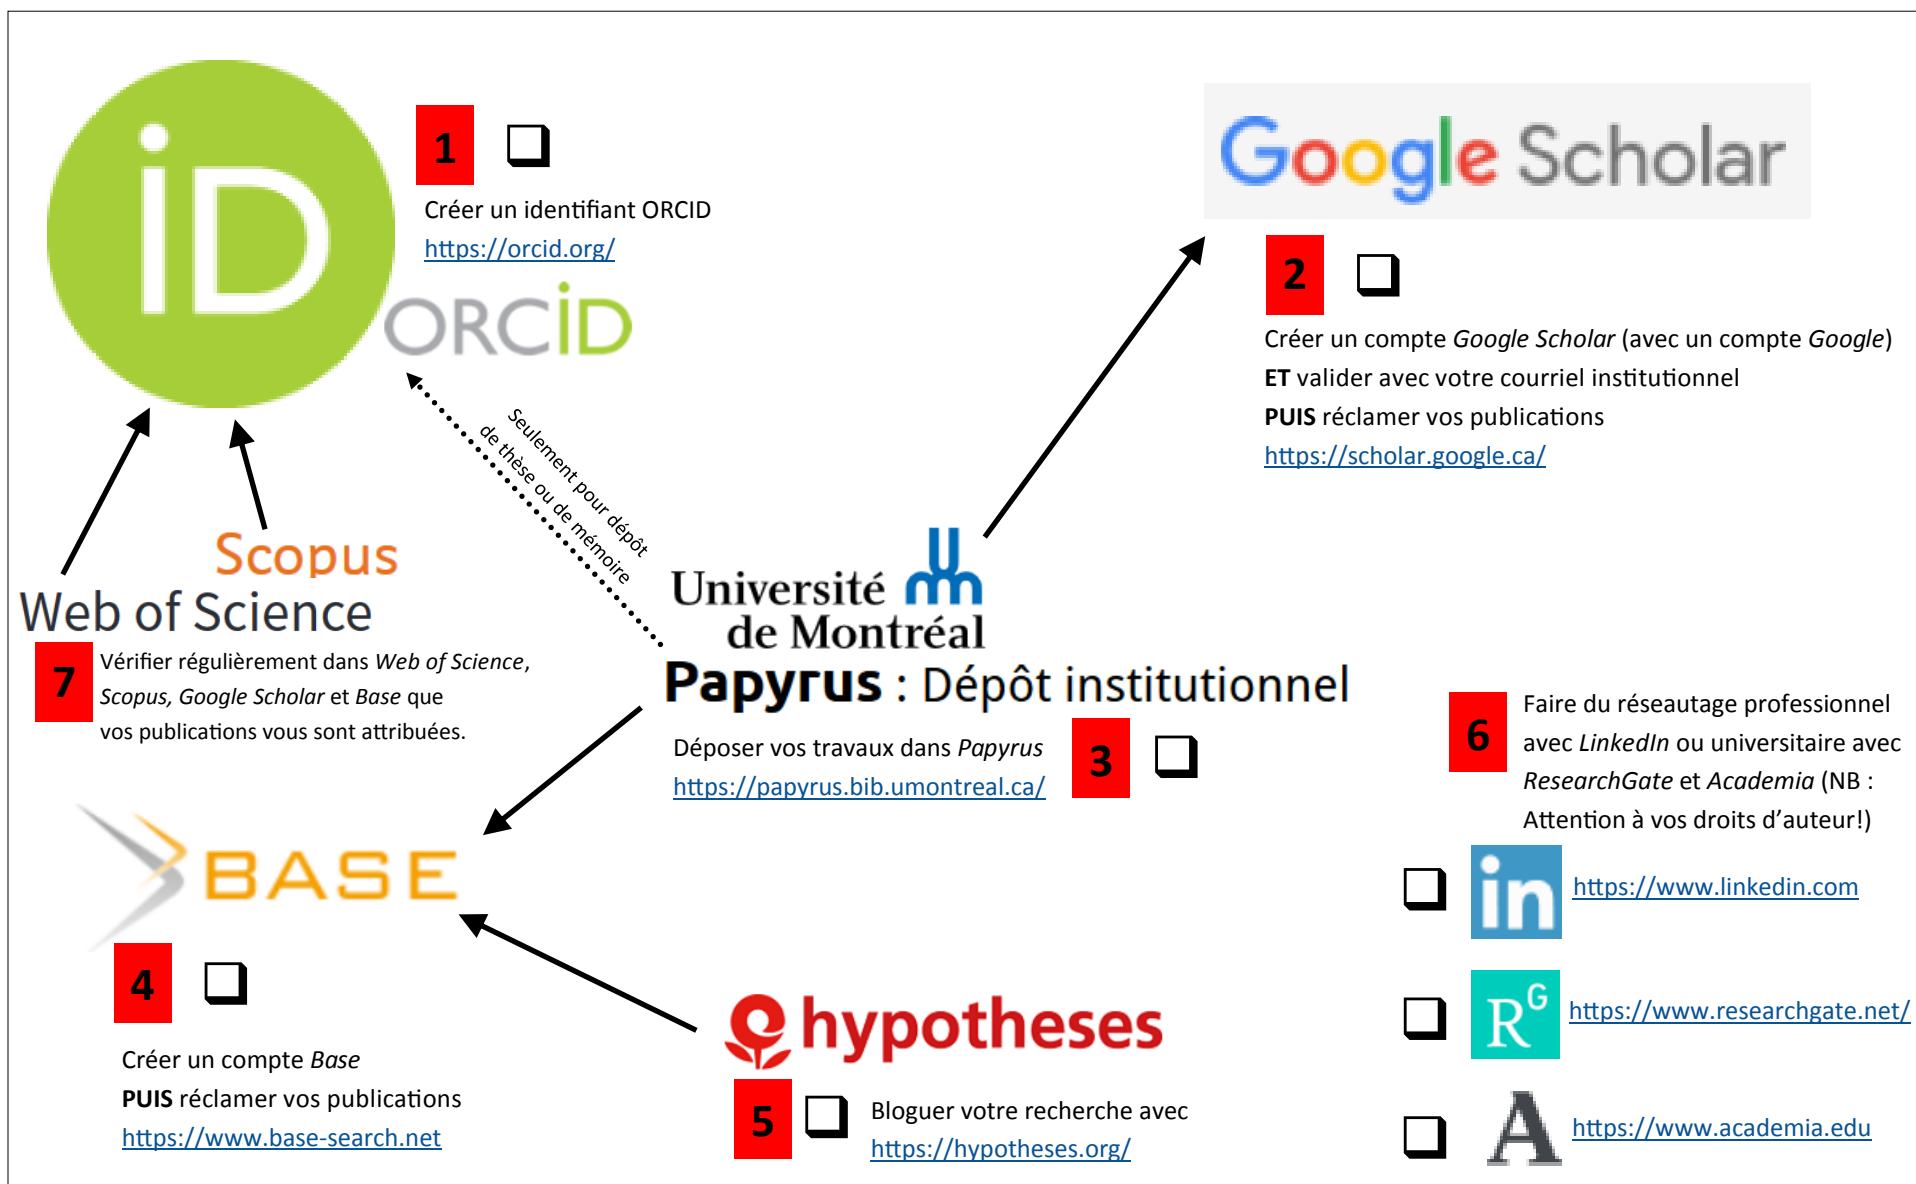 iD
ORCiD
1
Créer un identifiant ORCID
https://orcid.org/
Google Scholar
2
Créer un compte Google Scholar (avec un compte Google)
ET valider avec votre courriel institutionnel
PUIS réclamer vos publications
https://scholar.google.ca/
Seulement pour dépôt
de thèse ou de mémoire
Scopus
Web of Science
7
Vérifier régulièrement dans Web of Science,
Scopus, Google Scholar et Base que
vos publications vous sont attribuées.
Université
de Montréal
Papyrus : Dépôt institutionnel
Déposer vos travaux dans Papyrus
https://papyrus.bib.umontreal.ca/
3
BASE
4
Créer un compte Base
PUIS réclamer vos publications
https://www.base-search.net
hypotheses
5
Bloguer votre recherche avec
https://hypotheses.org/
6
Faire du réseautage professionnel
avec LinkedIn ou universitaire avec
ResearchGate et Academia (NB :
Attention à vos droits d’auteur!)
in
https://www.linkedin.com
RG
https://www.researchgate.net/
A
https://www.academia.edu